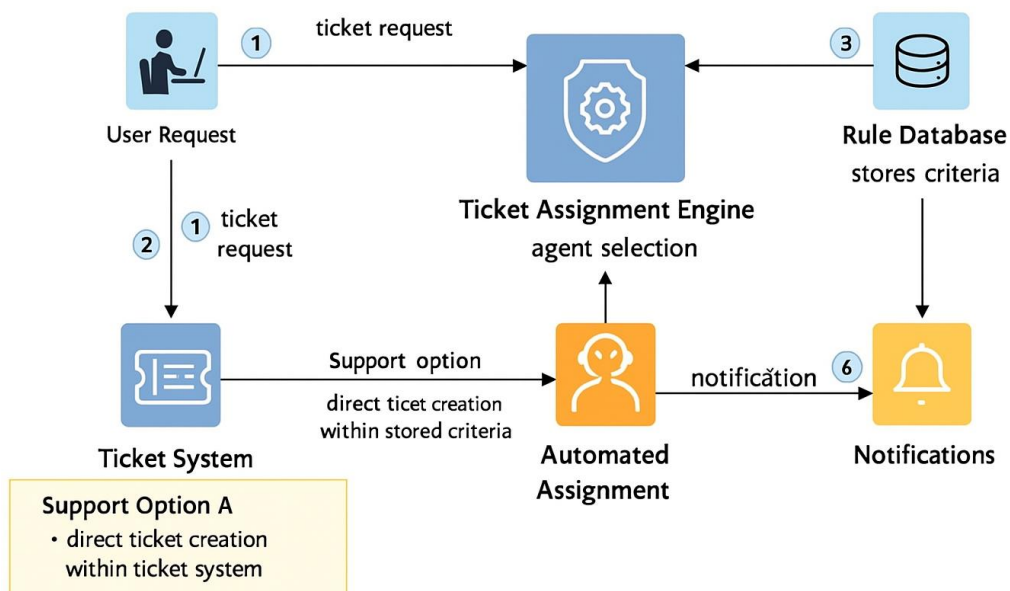 1
ticket request
3
User Request
Rule Database
stores criteria
Ticket Assignment Engine
agent selection
2
1
ticket
request
Support option
direct ticet creation
within stored criteria
notification
6
Ticket System
Automated
Assignment
Notifications
Support Option A
• direct ticket creation
within ticket system